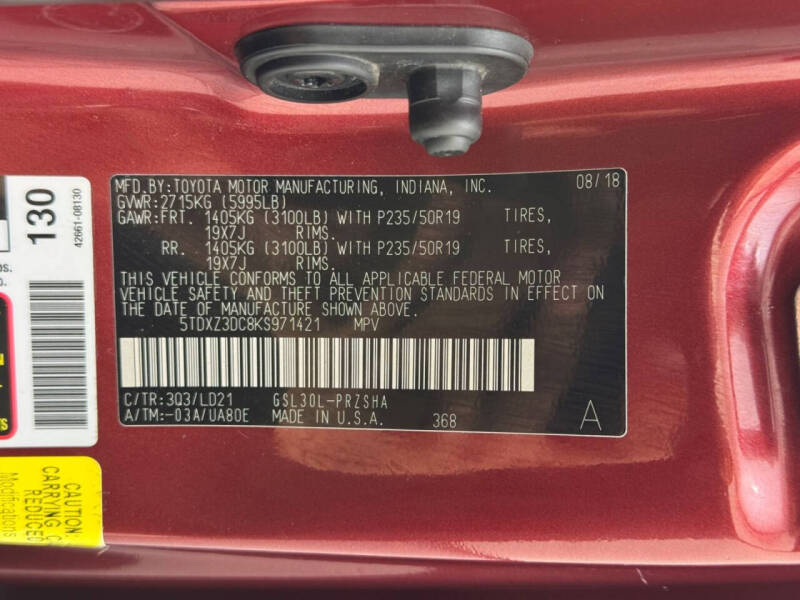 MFD.BY:TOYOTA MOTOR MANUFACTURING, INDIANA, INC. 08/18
GVWR:2715KG (5995LB)
GAWR:FRT. 1405KG (3100LB) WITH P235/50R19 TIRES,
19X7J RIMS.
RR. 1405KG (3100LB) WITH P235/50R19 TIRES,
19X7J RIMS.
THIS VEHICLE CONFORMS TO ALL APPLICABLE FEDERAL MOTOR
VEHICLE SAFETY AND THEFT PREVENTION STANDARDS IN EFFECT ON
THE DATE OF MANUFACTURE SHOWN ABOVE.
5TDXZ3DC8KS971421 MPV
C/TR:3Q3/LD21 GSL30L-PRZSHA
A/TM:-03A/UA80E MADE IN U.S.A. 368 A
130
42661-08130
CAUTION:
CARRYING C
REDUCED
Modifications